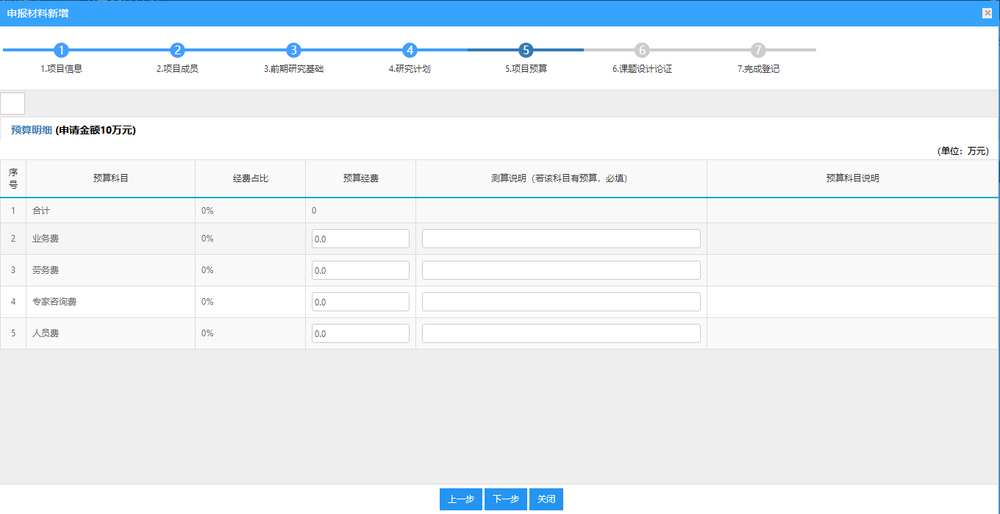 申报材料新增
1 2 3 4 5 6 7
1.项目信息 2.项目成员 3.前期研究基础 4.研究计划 5.项目预算 6.课题设计论证 7.完成登记
预算明细 (申请金额10万元)
(单位：万元)
序号 预算科目 经费占比 预算经费 测算说明（若该科目有预算，必填） 预算科目说明
1 合计 0% 0
2 业务费 0% 0.0
3 劳务费 0% 0.0
4 专家咨询费 0% 0.0
5 人员费 0% 0.0
上一步 下一步 关闭